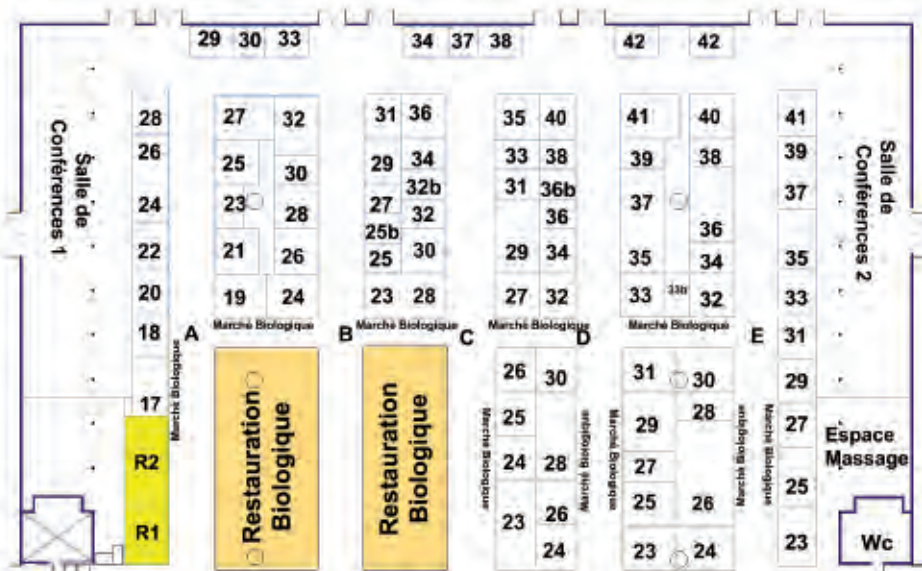 29 30 33
34 37 38
42 42
Salle de
Conférences 1
28
26
24
22
20
18
17
R2
R1
Marché Biologique
A
27 32
25 30
23 28
21 26
19 24
Marché Biologique
Restauration
Biologique
B
31 36
29 34
32b
27 32
25b
25 30
23 28
Marché Biologique
Restauration
Biologique
C
35 40
33 38
31 36b
36
29 34
27 32
Marché Biologique
26 30
25
24 28
23 26
24
Marché Biologique
Marché Biologique
D
41 40
39 38
37
36
35 34
33 33b 32
Marché Biologique
31 30
29 28
27
25 26
23 24
Marché Biologique
Marché Biologique
E
41
39
37
35
33
31
29
27
25
23
Marché Biologique
Salle de
Conférences 2
Espace
Massage
Wc